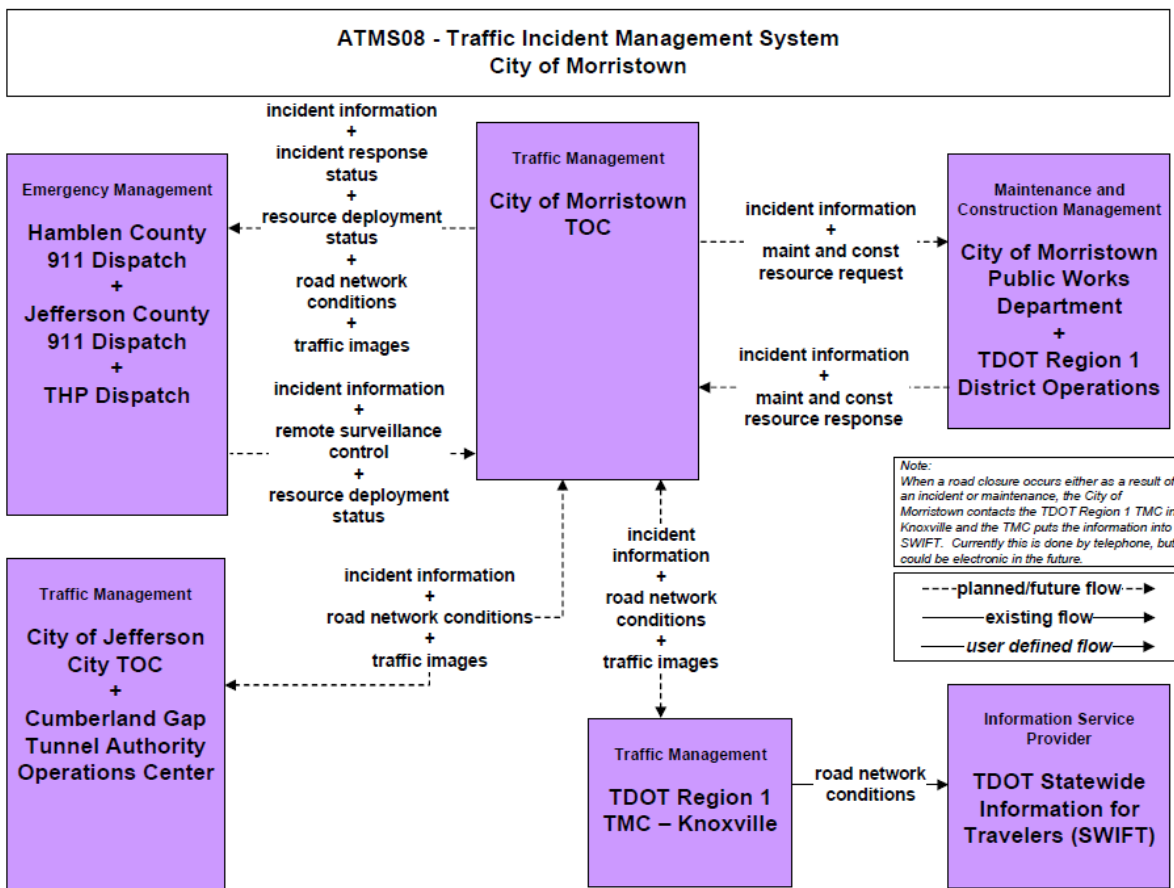 ATMS08 - Traffic Incident Management System
City of Morristown
incident information
+
incident response
status
+
resource deployment
status
+
road network
conditions
+
traffic images
Emergency Management
Hamblen County
911 Dispatch
+
Jefferson County
911 Dispatch
+
THP Dispatch
Traffic Management
City of Morristown
TOC
incident information
+
maint and const
resource request
Maintenance and
Construction Management
City of Morristown
Public Works
Department
+
TDOT Region 1
District Operations
incident information
+
maint and const
resource response
incident information
+
remote surveillance
control
+
resource deployment
status
Note:
When a road closure occurs either as a result of
an incident or maintenance, the City of
Morristown contacts the TDOT Region 1 TMC in
Knoxville and the TMC puts the information into
SWIFT. Currently this is done by telephone, but
could be electronic in the future.
planned/future flow
existing flow
user defined flow
Traffic Management
City of Jefferson
City TOC
+
Cumberland Gap
Tunnel Authority
Operations Center
incident information
+
road network conditions
+
traffic images
incident
information
+
road network
conditions
+
traffic images
Traffic Management
TDOT Region 1
TMC – Knoxville
road network
conditions
Information Service
Provider
TDOT Statewide
Information for
Travelers (SWIFT)